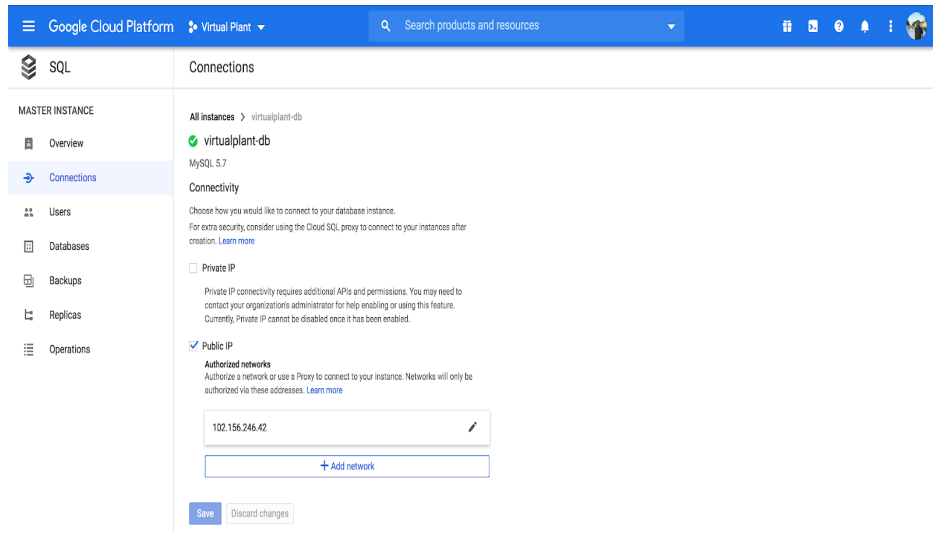 Google Cloud Platform
Virtual Plant
Search products and resources
SQL
Connections
MASTER INSTANCE
Overview
Connections
Users
Databases
Backups
Replicas
Operations
All instances > virtualplant-db
virtualplant-db
MySQL 5.7
Connectivity
Choose how you would like to connect to your database instance.
For extra security, consider using the Cloud SQL proxy to connect to your instances after
creation. Learn more
Private IP
Private IP connectivity requires additional APIs and permissions. You may need to
contact your organization's administrator for help enabling or using this feature.
Currently, Private IP cannot be disabled once it has been enabled.
Public IP
Authorized networks
Authorize a network or use a Proxy to connect to your instance. Networks will only be
authorized via these addresses. Learn more
102.156.246.42
+ Add network
Save
Discard changes